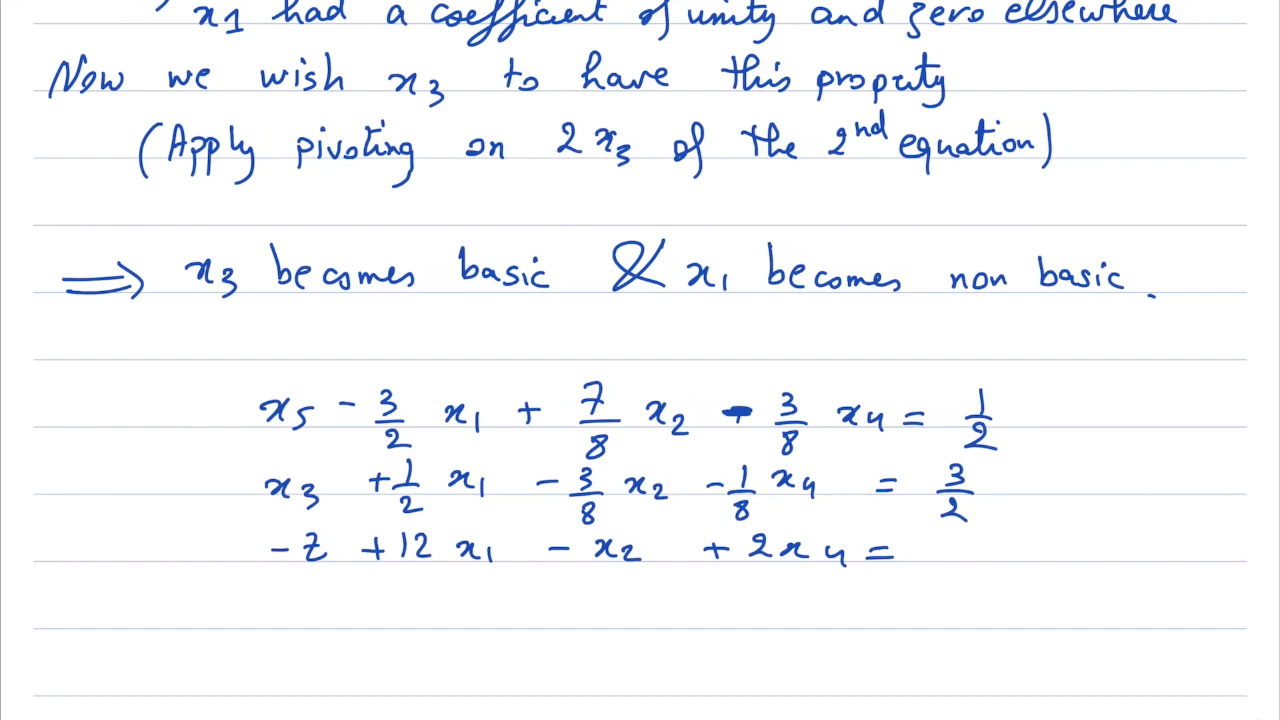 x1 had a coefficient of unity and zero elsewhere
Now we wish x3 to have this property
(Apply pivoting on 2x3 of the 2nd equation)
⟹ x3 becomes basic & x1 becomes non basic.
x5 - 3/2 x1 + 7/8 x2 - 3/8 x4 = 1/2
x3 + 1/2 x1 - 3/8 x2 - 1/8 x4 = 3/2
-z + 12 x1 - x2 + 2x4 =